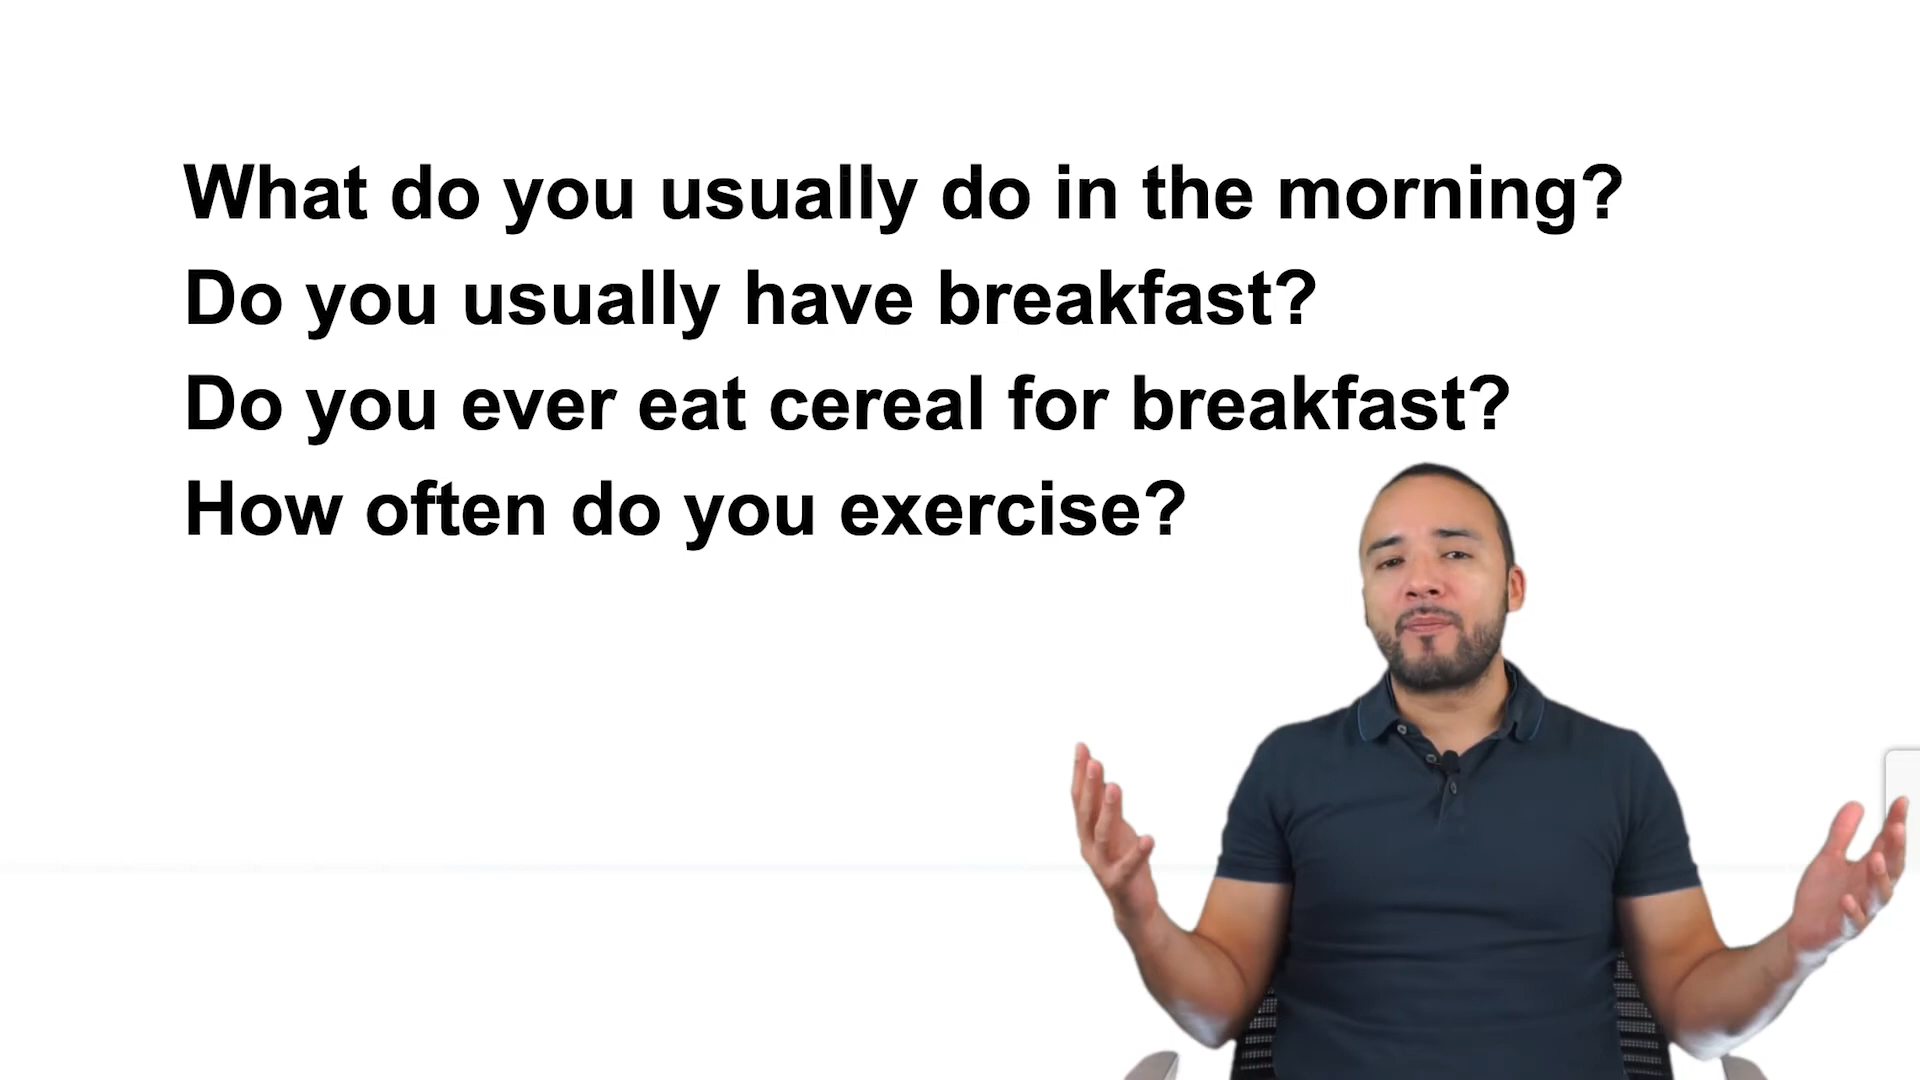 What do you usually do in the morning?
Do you usually have breakfast?
Do you ever eat cereal for breakfast?
How often do you exercise?